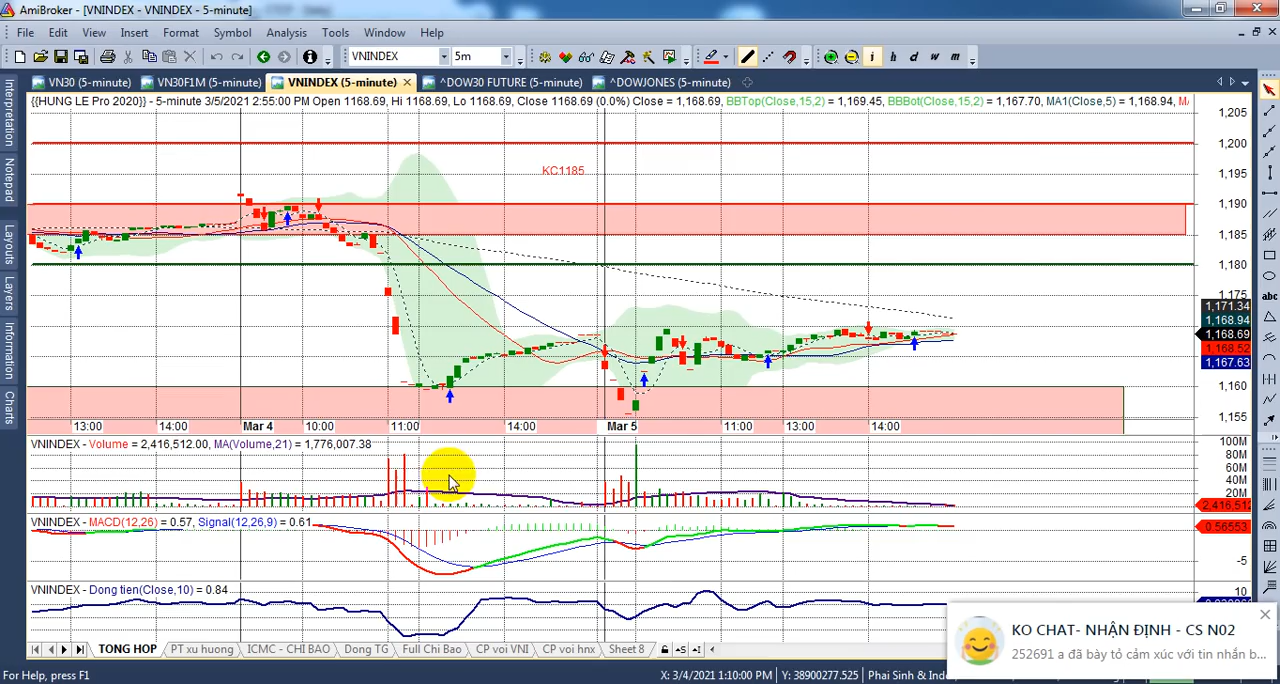 AmiBroker - [VNINDEX - VNINDEX - 5-minute]
File Edit View Insert Format Symbol Analysis Tools Window Help
VNINDEX 5m i h d w m
VN30 (5-minute) VN30F1M (5-minute) VNINDEX (5-minute) ^DOW30 FUTURE (5-minute) ^DOWJONES (5-minute)
{{HUNG LE Pro 2020}} - 5-minute 3/5/2021 2:55:00 PM Open 1168.69, Hi 1168.69, Lo 1168.69, Close 1168.69 (0.0%) Close = 1,168.69, BBTop(Close,15,2) = 1,169.45, BBBot(Close,15,2) = 1,167.70, MA1(Close,5) = 1,168.94,
Interpretation
Notepad
Layouts
Layers
Information
Charts
KC1185
1,205
1,200
1,195
1,190
1,185
1,180
1,175
1,171.34
1,168.94
1,168.69
1,168.52
1,167.63
1,160
1,155
abc
13:00 14:00 Mar 4 10:00 11:00 14:00 Mar 5 11:00 13:00 14:00
VNINDEX - Volume = 2,416,512.00, MA(Volume,21) = 1,776,007.38
100M
80M
60M
40M
20M
2,416,512
VNINDEX - MACD(12,26) = 0.57, Signal(12,26,9) = 0.61
0.56553
-5
VNINDEX - Dong tien(Close,10) = 0.84
10
TONG HOP PT xu huong ICMC - CHI BAO Dong TG Full Chi Bao CP voi VNI CP voi hnx Sheet 8
KO CHAT- NHẬN ĐỊNH - CS N02
252691 a đã bày tỏ cảm xúc với tin nhắn b...
For Help, press F1 X: 3/4/2021 1:10:00 PM Y: 38900277.525 Phai Sinh & Inde